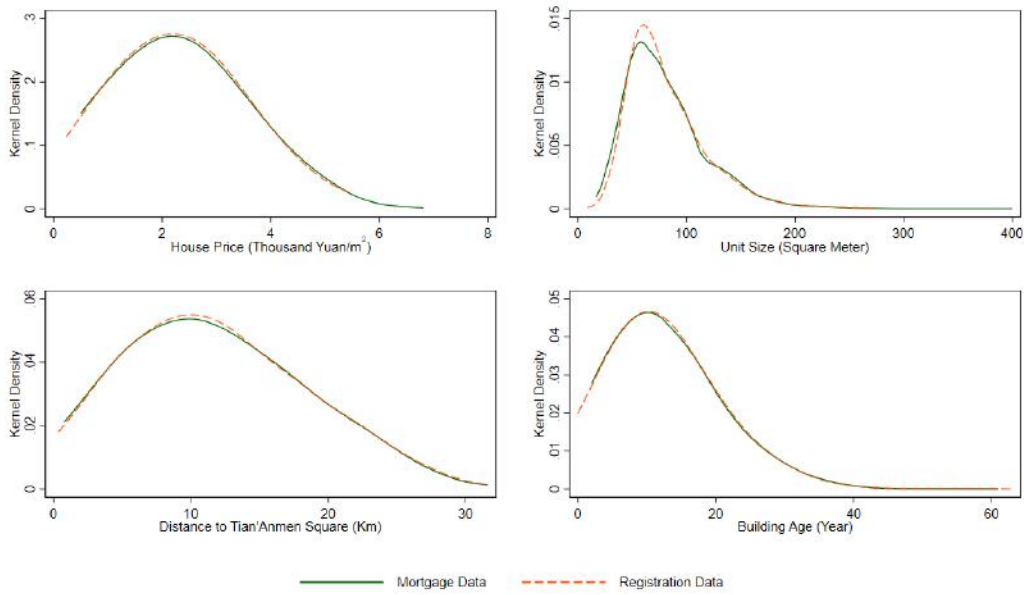 Kernel Density
0 .1 .2 .3
0 2 4 6 8
House Price (Thousand Yuan/m²)
Kernel Density
0 .005 .01 .015
0 100 200 300 400
Unit Size (Square Meter)
Kernel Density
0 .02 .04 .06
0 10 20 30
Distance to Tian'Anmen Square (Km)
Kernel Density
0 .01 .02 .03 .04 .05
0 20 40 60
Building Age (Year)
Mortgage Data Registration Data